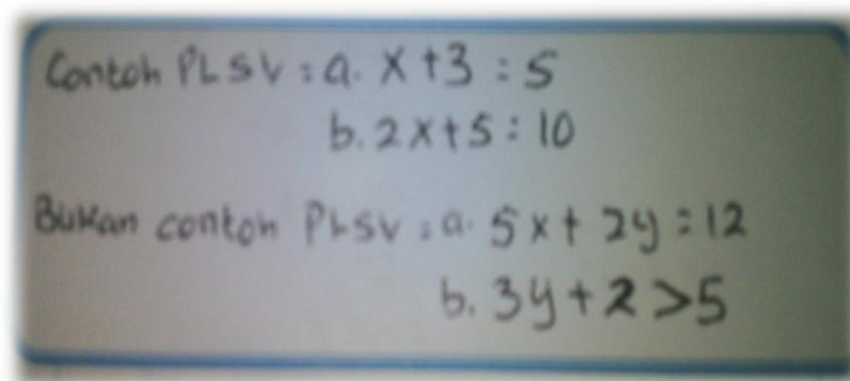 Contoh PLSV : a. x + 3 = 5
b. 2x + 5 = 10
Bukan contoh PLSV : a. 5x + 2y = 12
b. 3y + 2 > 5